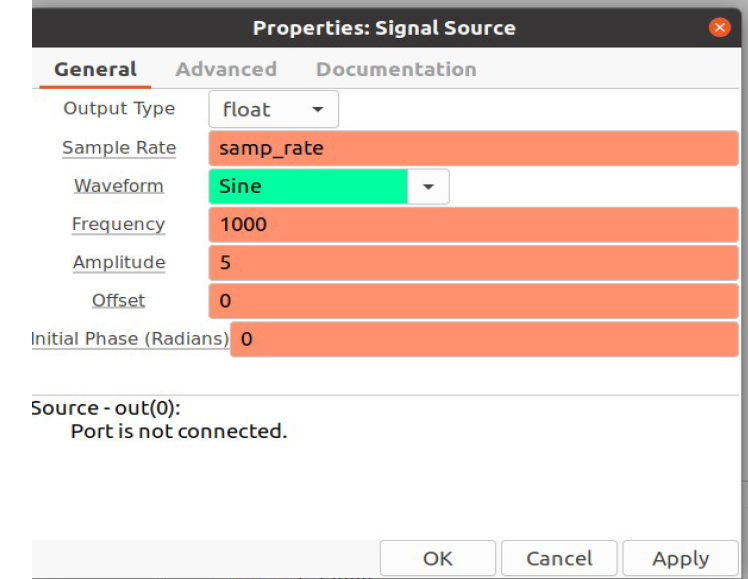 Properties: Signal Source
General Advanced Documentation
Output Type float
Sample Rate samp_rate
Waveform Sine
Frequency 1000
Amplitude 5
Offset 0
Initial Phase (Radians) 0
Source - out(0):
Port is not connected.
OK Cancel Apply